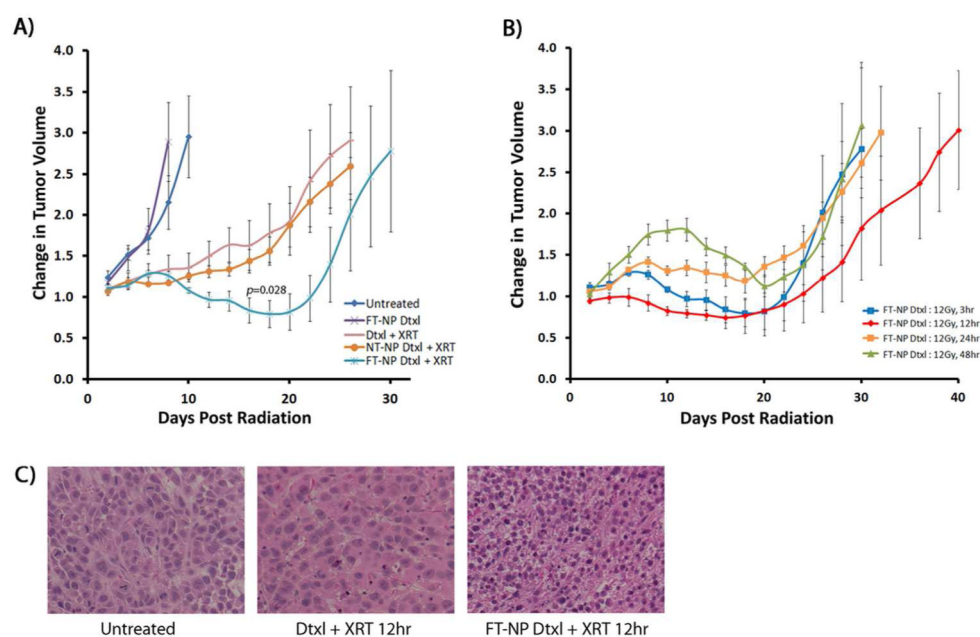 A)
4.0
3.5
3.0
2.5
2.0
1.5
1.0
0.5
0.0
Change in Tumor Volume
p=0.028
Untreated
FT-NP Dtxl
Dtxl + XRT
NT-NP Dtxl + XRT
FT-NP Dtxl + XRT
0 10 20 30
Days Post Radiation
B)
4.0
3.5
3.0
2.5
2.0
1.5
1.0
0.5
0.0
Change in Tumor Volume
FT-NP Dtxl : 12Gy, 3hr
FT-NP Dtxl : 12Gy, 12hr
FT-NP Dtxl : 12Gy, 24hr
FT-NP Dtxl : 12Gy, 48hr
0 10 20 30 40
Days Post Radiation
C)
Untreated
Dtxl + XRT 12hr
FT-NP Dtxl + XRT 12hr